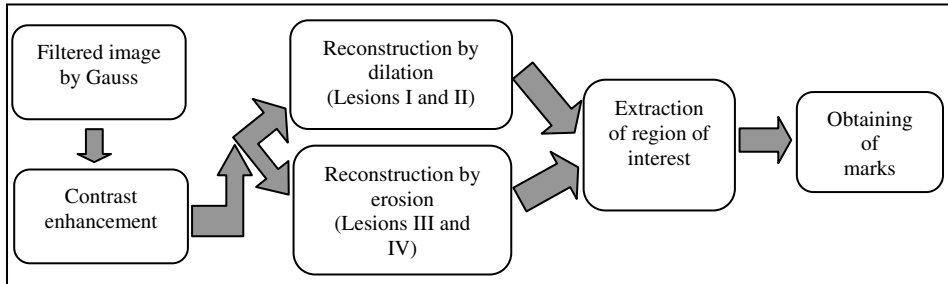 Filtered image
by Gauss
Contrast
enhancement
Reconstruction by
dilation
(Lesions I and II)
Reconstruction by
erosion
(Lesions III and
IV)
Extraction
of region of
interest
Obtaining
of
marks